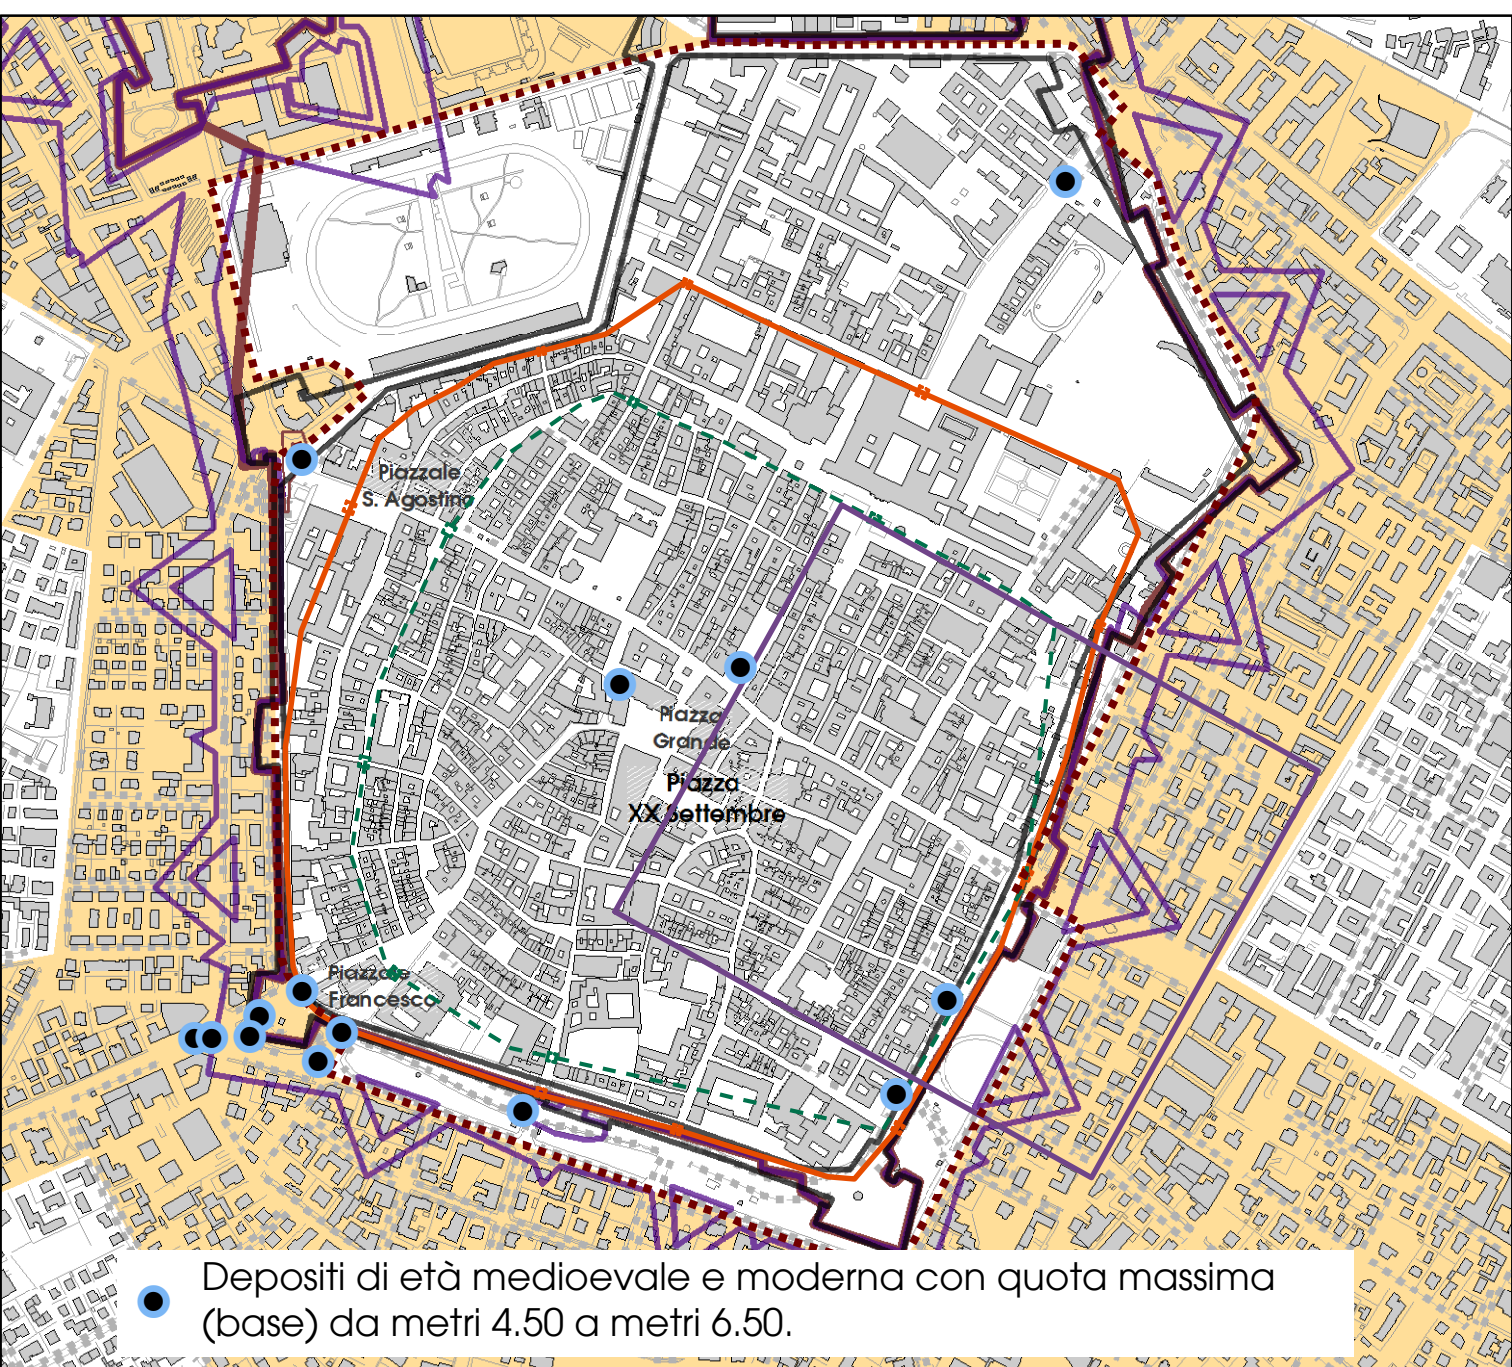 Piazzale
S. Agostino
Piazza
Grande
Piazza
XX Settembre
Piazzale
Francesco
Depositi di età medioevale e moderna con quota massima
(base) da metri 4.50 a metri 6.50.